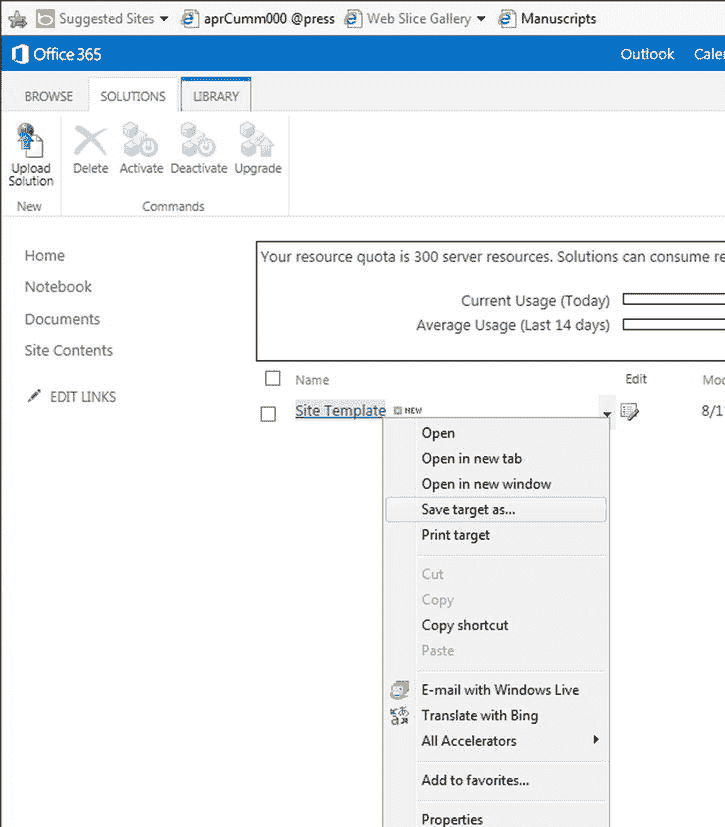 Suggested Sites aprCumm000 @press Web Slice Gallery Manuscripts
Office 365 Outlook
BROWSE SOLUTIONS LIBRARY
Upload Solution
Delete Activate Deactivate Upgrade
New Commands
Home
Notebook
Documents
Site Contents
EDIT LINKS
Your resource quota is 300 server resources. Solutions can consume
Current Usage (Today)
Average Usage (Last 14 days)
Name Edit
Site Template NEW
Open
Open in new tab
Open in new window
Save target as...
Print target
Cut
Copy
Copy shortcut
Paste
E-mail with Windows Live
Translate with Bing
All Accelerators
Add to favorites...
Properties